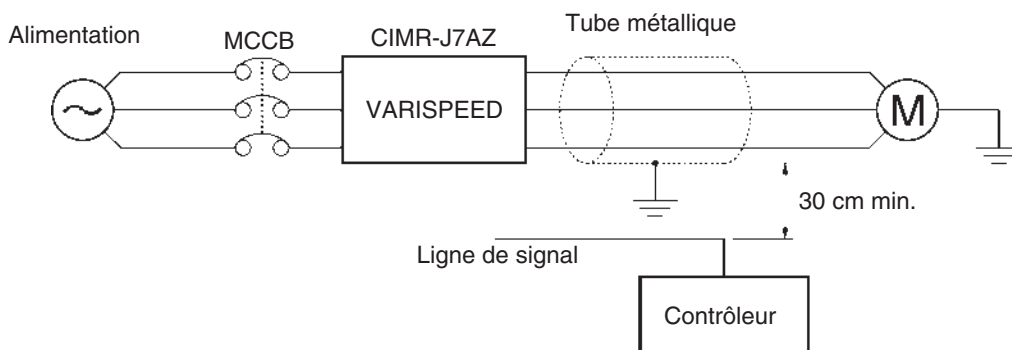 Alimentation
MCCB
CIMR-J7AZ
Tube métallique
VARISPEED
M
30 cm min.
Ligne de signal
Contrôleur